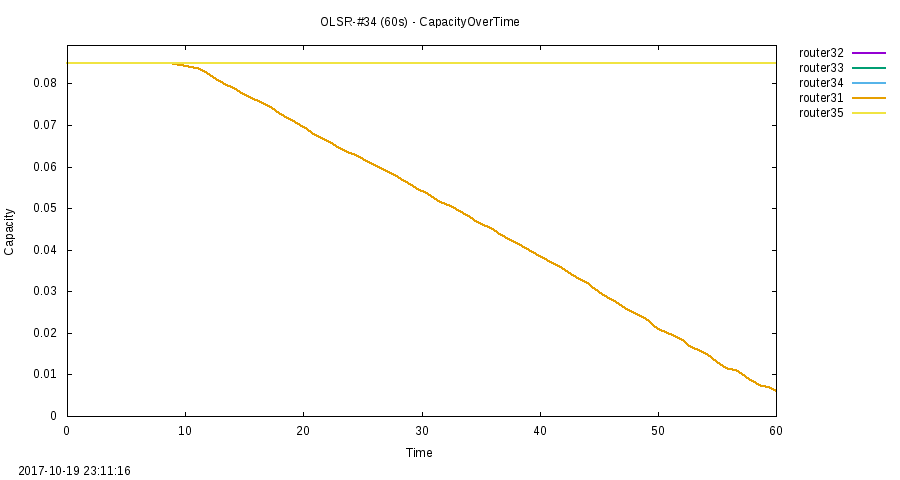 OLSR-#34 (60s) - CapacityOverTime
router32
router33
router34
router31
router35
0.08
0.07
0.06
0.05
0.04
0.03
0.02
0.01
0
Capacity
0 10 20 30 40 50 60
Time
2017-10-19 23:11:16